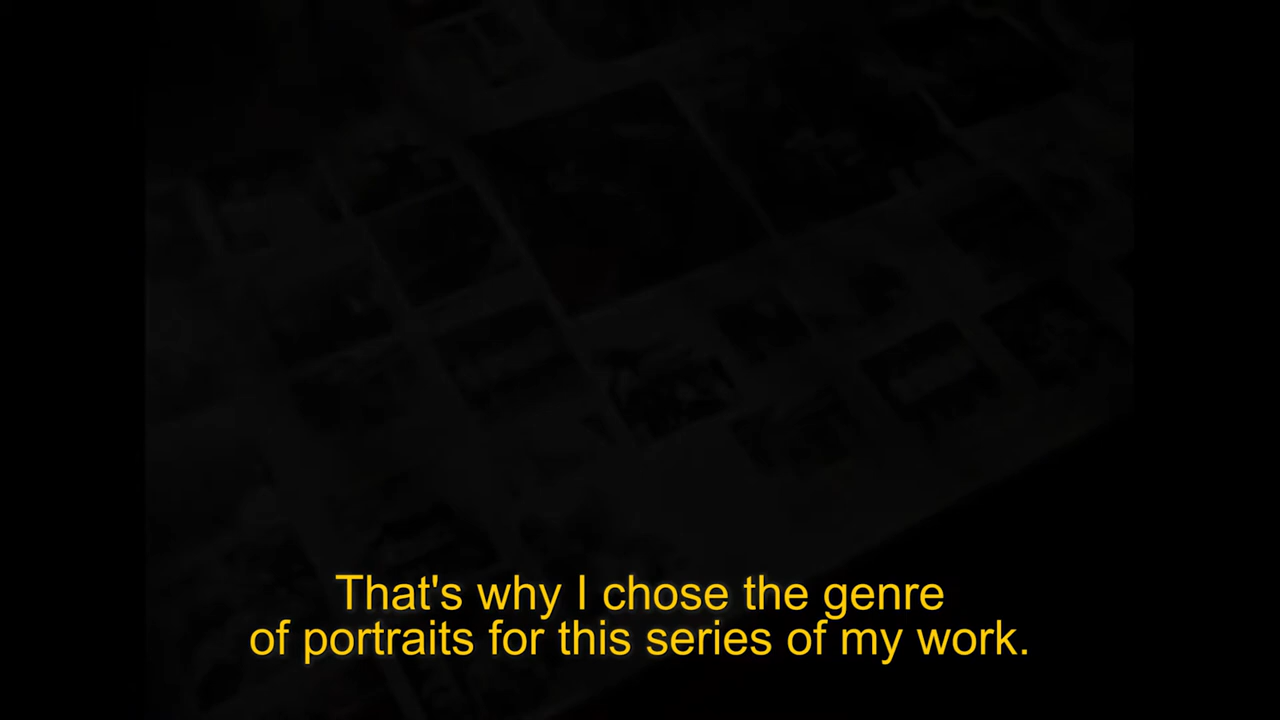 That's why I chose the genre
of portraits for this series of my work.